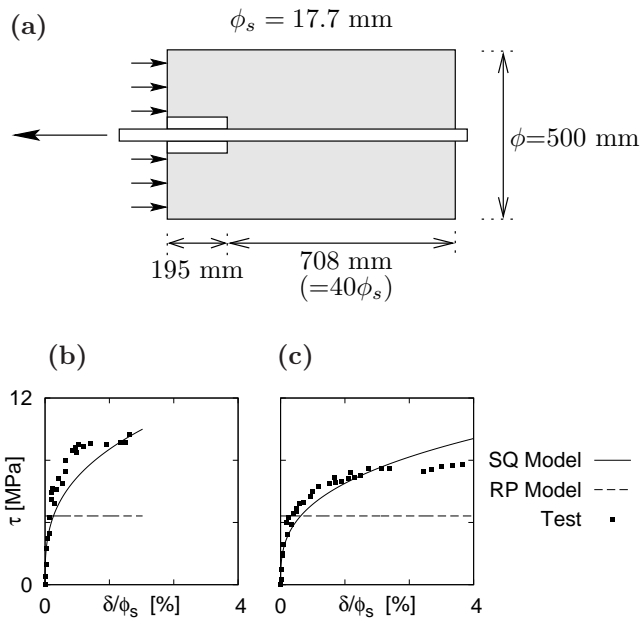 (a)
ϕs = 17.7 mm
ϕ=500 mm
195 mm
708 mm
(=40ϕs)
(b)
(c)
12
τ [MPa]
0
0
δ/ϕs [%]
4
0
δ/ϕs [%]
4
SQ Model
RP Model
Test